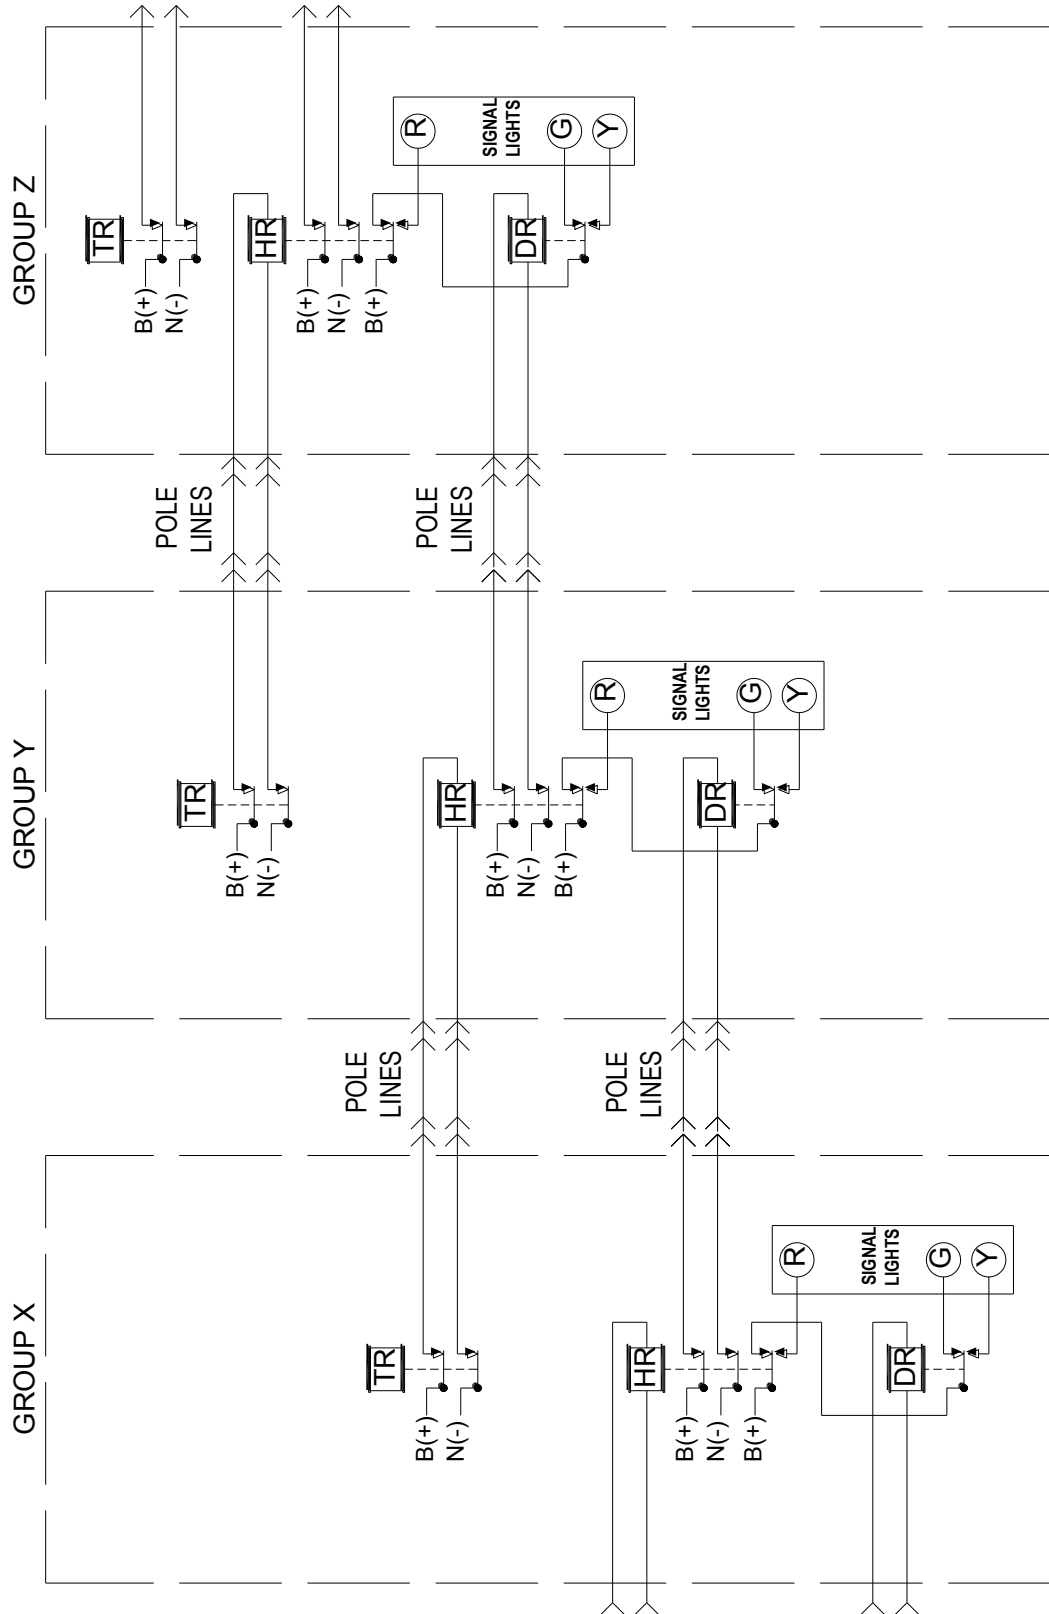 GROUP X
TR
B(+)
N(-)
HR
B(+)
N(-)
B(+)
R
SIGNAL
LIGHTS
DR
G
Y
POLE
LINES
POLE
LINES
GROUP Y
TR
B(+)
N(-)
HR
B(+)
N(-)
B(+)
R
SIGNAL
LIGHTS
DR
G
Y
POLE
LINES
POLE
LINES
GROUP Z
TR
B(+)
N(-)
HR
B(+)
N(-)
B(+)
R
SIGNAL
LIGHTS
DR
G
Y